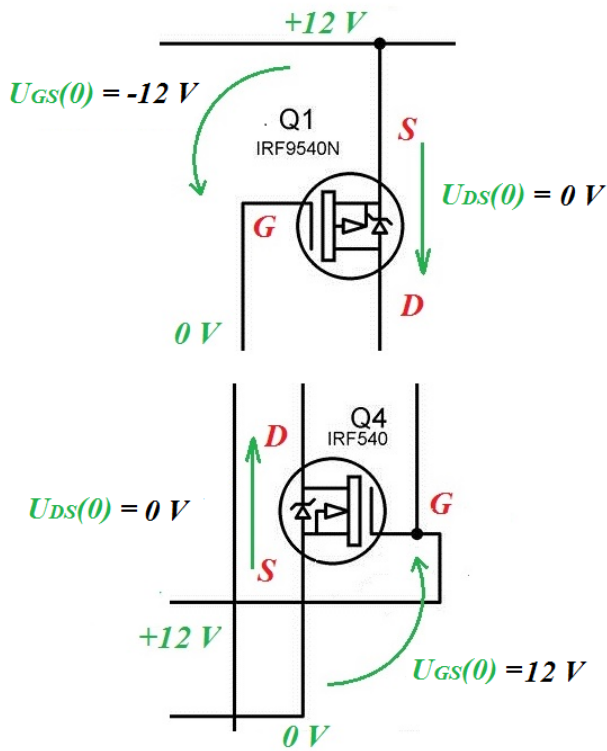 +12 V
UGS(0) = -12 V
Q1
IRF9540N
S
UDS(0) = 0 V
G
D
0 V
Q4
IRF540
D
G
UDS(0) = 0 V
S
+12 V
UGS(0) = 12 V
0 V